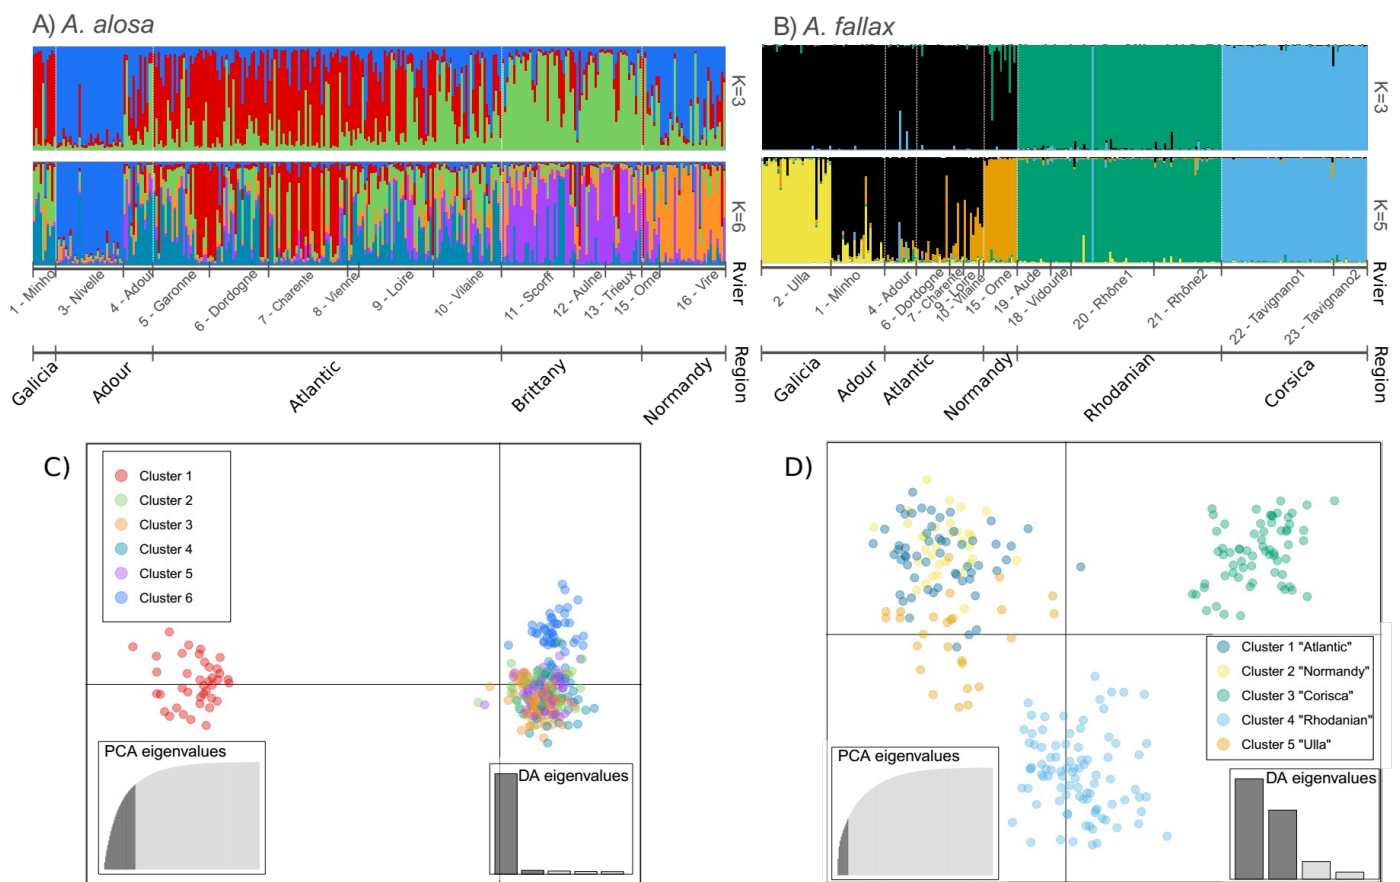 A) A. alosa
K=3
K=6
1 - Minho
3 - Nivelle
4 - Adour
5 - Garonne
6 - Dordogne
7 - Charente
8 - Vienne
9 - Loire
10 - Vilaine
11 - Scorff
12 - Aulne
13 - Trieux
15 - Orne
16 - Vire
Rvier
Galicia
Adour
Atlantic
Brittany
Normandy
Region
B) A. fallax
K=3
K=5
2 - Ulla
1 - Minho
4 - Adour
6 - Dordogne
7 - Charente
9 - Loire
10 - Vilaine
15 - Orne
19 - Aude
18 - Vidourle
20 - Rhône1
21 - Rhône2
22 - Tavignano1
23 - Tavignano2
Rvier
Galicia
Adour
Atlantic
Normandy
Rhodanian
Corsica
Region
C)
Cluster 1
Cluster 2
Cluster 3
Cluster 4
Cluster 5
Cluster 6
PCA eigenvalues
DA eigenvalues
D)
Cluster 1 "Atlantic"
Cluster 2 "Normandy"
Cluster 3 "Corisca"
Cluster 4 "Rhodanian"
Cluster 5 "Ulla"
PCA eigenvalues
DA eigenvalues